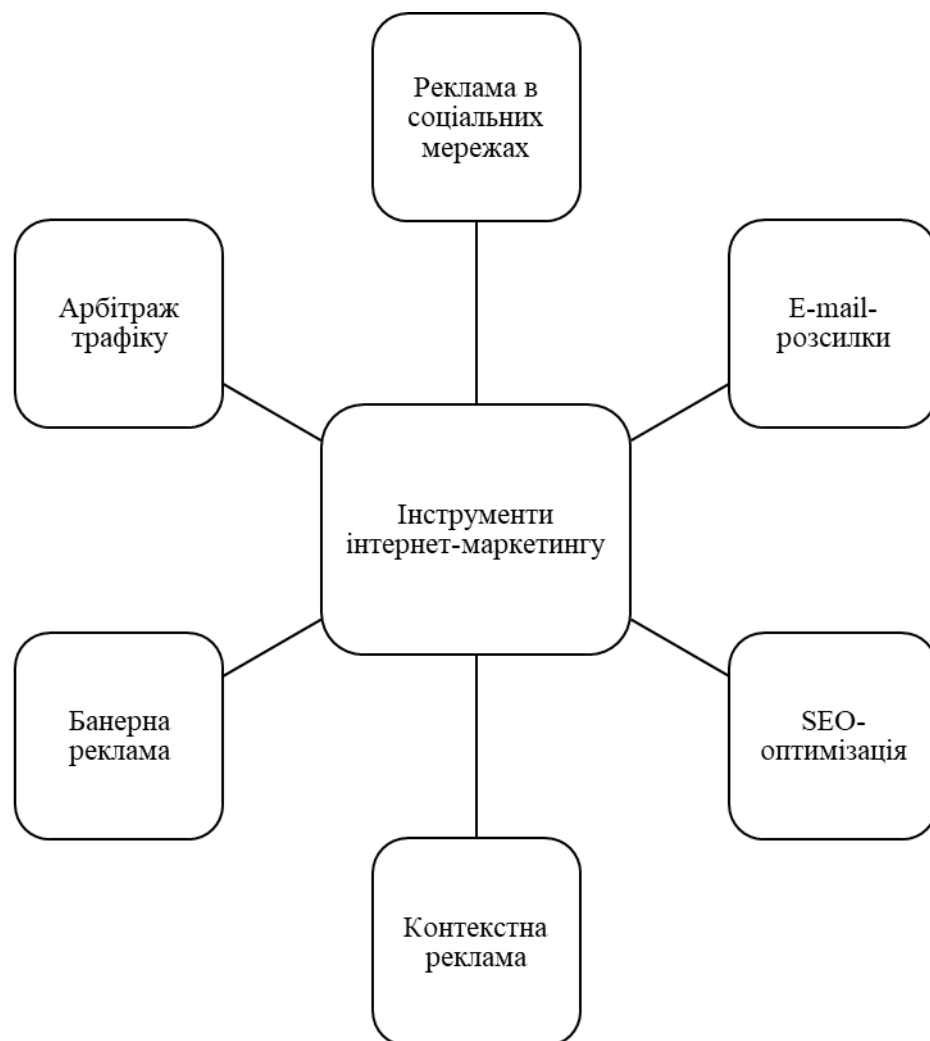 Реклама в
соціальних
мережах
Арбітраж
трафіку
E-mail-
розсилки
Інструменти
інтернет-маркетингу
Банерна
реклама
SEO-
оптимізація
Контекстна
реклама